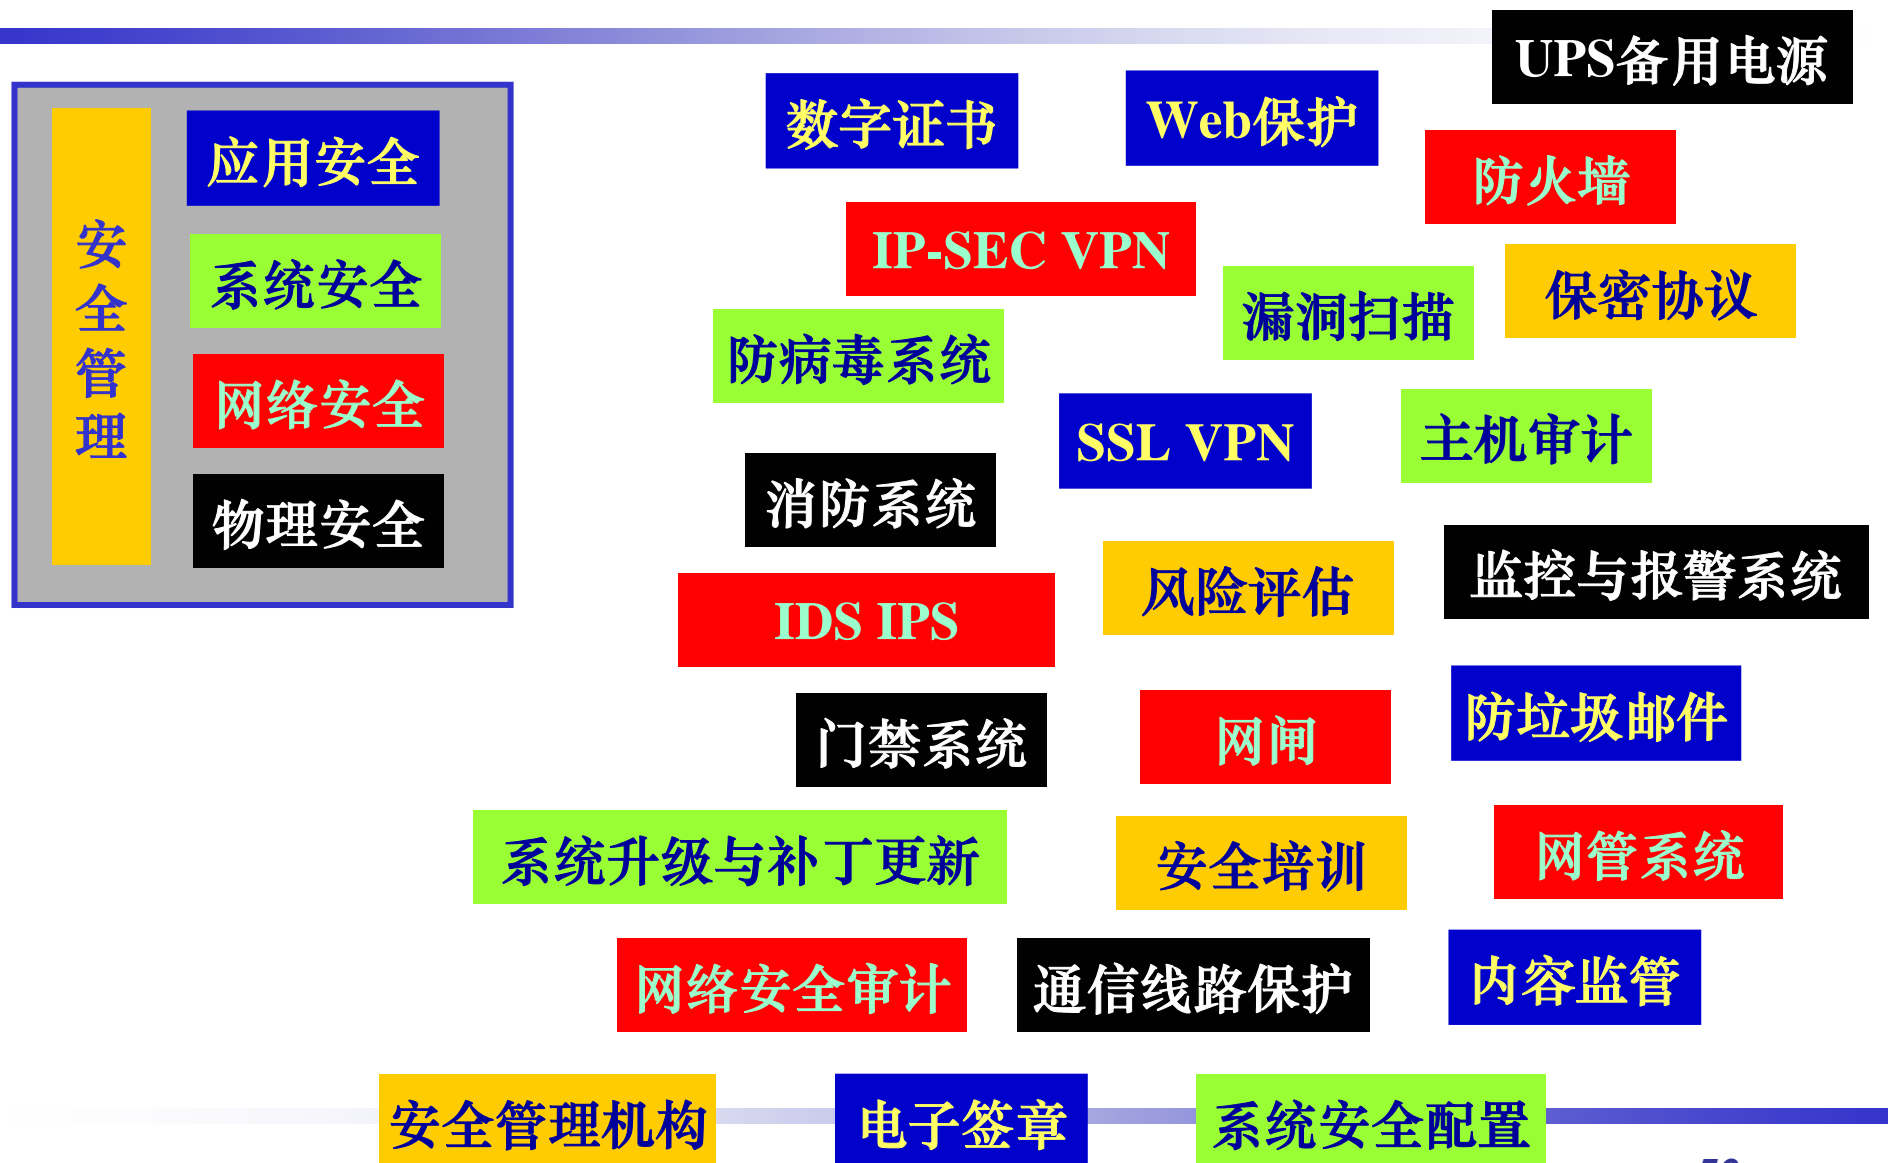 UPS备用电源
数字证书
Web保护
应用安全
防火墙
安全管理
IP-SEC VPN
系统安全
漏洞扫描
保密协议
防病毒系统
网络安全
SSL VPN
主机审计
消防系统
物理安全
风险评估
监控与报警系统
IDS IPS
门禁系统
网闸
防垃圾邮件
系统升级与补丁更新
安全培训
网管系统
网络安全审计
通信线路保护
内容监管
安全管理机构
电子签章
系统安全配置